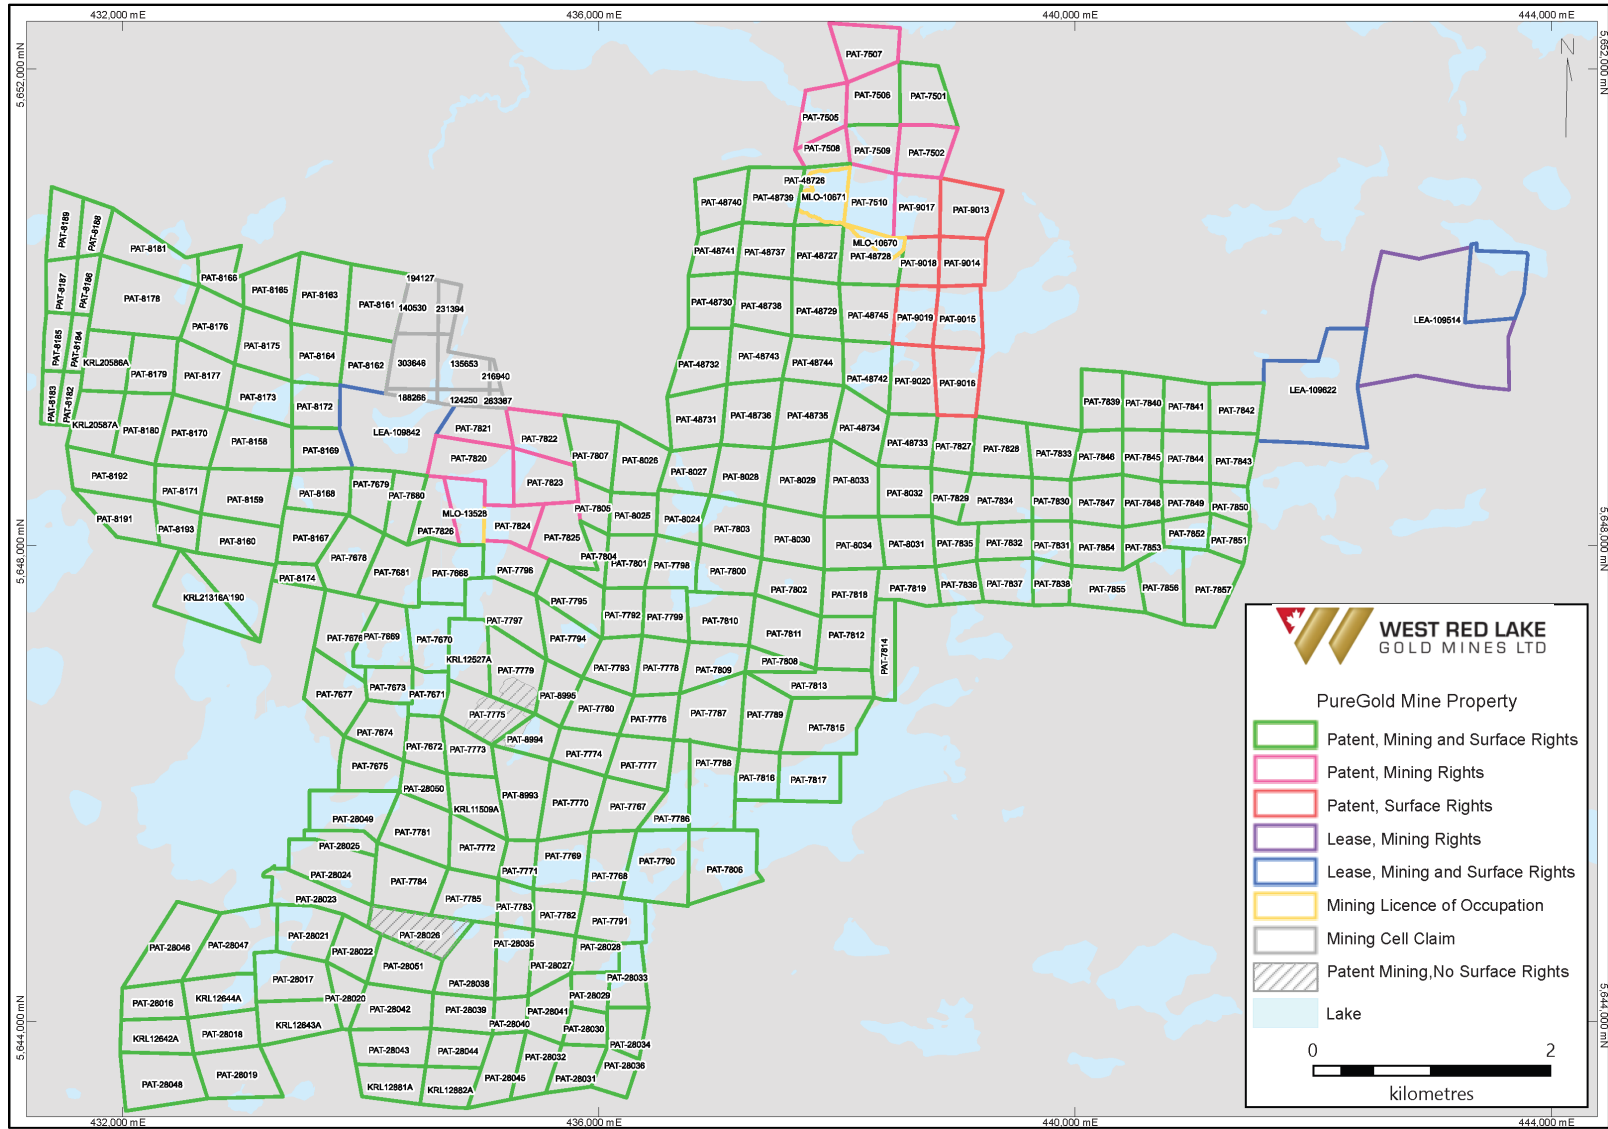 432,000 mE
436,000 mE
440,000 mE
444,000 mE
5,652,000 mN
5,652,000 mN
N
PAT-7507
PAT-7506
PAT-7501
PAT-7505
PAT-7508
PAT-7509
PAT-7502
PAT-48726
PAT-48740
PAT-48739
MLO-10671
PAT-7510
PAT-9017
PAT-9013
PAT-8189
PAT-8188
PAT-8181
PAT-48741
PAT-48737
PAT-48727
MLO-10670
PAT-48728
PAT-9018
PAT-9014
PAT-8187
PAT-8186
PAT-8178
PAT-8166
PAT-8165
PAT-8163
PAT-8161
194127
140530
231394
PAT-48730
PAT-48738
PAT-48729
PAT-48745
PAT-9019
PAT-9015
LEA-109514
PAT-8185
PAT-8184
PAT-8176
PAT-8175
PAT-8164
PAT-8162
303646
135653
216940
PAT-48732
PAT-48743
PAT-48744
PAT-48742
PAT-9020
PAT-9016
LEA-109622
KRL20586A
PAT-8179
PAT-8177
PAT-8183
PAT-8182
PAT-8173
PAT-8172
188266
124250
263367
PAT-7839
PAT-7840
PAT-7841
PAT-7842
KRL20587A
PAT-8180
PAT-8170
PAT-8158
PAT-8169
LEA-109842
PAT-7821
PAT-7822
PAT-48731
PAT-48736
PAT-48735
PAT-48734
PAT-48733
PAT-7827
PAT-7828
PAT-7833
PAT-7846
PAT-7845
PAT-7844
PAT-7843
PAT-7820
PAT-7807
PAT-8026
PAT-8027
PAT-8028
PAT-8029
PAT-8033
PAT-8192
PAT-8171
PAT-8159
PAT-8168
PAT-7679
PAT-7680
PAT-7823
PAT-8032
PAT-7829
PAT-7834
PAT-7830
PAT-7847
PAT-7848
PAT-7849
PAT-7850
PAT-8191
PAT-8193
PAT-8160
PAT-8167
MLO-13528
PAT-7826
PAT-7824
PAT-7805
PAT-7825
PAT-8025
PAT-8024
PAT-7803
PAT-8030
PAT-8034
PAT-8031
PAT-7835
PAT-7832
PAT-7831
PAT-7854
PAT-7853
PAT-7852
PAT-7851
5,648,000 mN
5,648,000 mN
PAT-7678
PAT-7804
PAT-7801
PAT-7798
PAT-7800
PAT-8174
PAT-7681
PAT-7668
PAT-7796
PAT-7802
PAT-7818
PAT-7819
PAT-7836
PAT-7837
PAT-7838
PAT-7855
PAT-7856
PAT-7857
KRL21316A'190
PAT-7795
PAT-7792
PAT-7799
PAT-7810
PAT-7797
PAT-7811
PAT-7812
PAT-7814
PAT-7676
PAT-7669
PAT-7670
PAT-7794
KRL12527A
PAT-7779
PAT-7793
PAT-7778
PAT-7809
PAT-7808
PAT-7813
PAT-7677
PAT-7673
PAT-7671
PAT-8995
PAT-7780
PAT-7776
PAT-7787
PAT-7789
PAT-7815
PAT-7775
PAT-8994
PAT-7674
PAT-7672
PAT-7773
PAT-7774
PAT-7777
PAT-7788
PAT-7816
PAT-7817
PAT-7675
PAT-28050
KRL11509A
PAT-8993
PAT-7770
PAT-7767
PAT-7786
PAT-28049
PAT-7781
PAT-28025
PAT-7772
PAT-7769
PAT-7790
PAT-7806
PAT-28024
PAT-7784
PAT-7771
PAT-7768
PAT-28023
PAT-7785
PAT-7783
PAT-7782
PAT-7791
PAT-28046
PAT-28047
PAT-28021
PAT-28022
PAT-28026
PAT-28035
PAT-28028
PAT-28051
PAT-28027
PAT-28033
PAT-28017
PAT-28038
PAT-28029
PAT-28016
KRL12644A
PAT-28020
PAT-28042
PAT-28039
PAT-28041
PAT-28040
PAT-28030
KRL12642A
PAT-28018
KRL12643A
PAT-28034
PAT-28043
PAT-28044
PAT-28032
PAT-28036
PAT-28048
PAT-28019
KRL12881A
KRL12882A
PAT-28045
PAT-28031
5,644,000 mN
5,644,000 mN
432,000 mE
436,000 mE
440,000 mE
444,000 mE
WEST RED LAKE
GOLD MINES LTD
PureGold Mine Property
Patent, Mining and Surface Rights
Patent, Mining Rights
Patent, Surface Rights
Lease, Mining Rights
Lease, Mining and Surface Rights
Mining Licence of Occupation
Mining Cell Claim
Patent Mining,No Surface Rights
Lake
0 2
kilometres